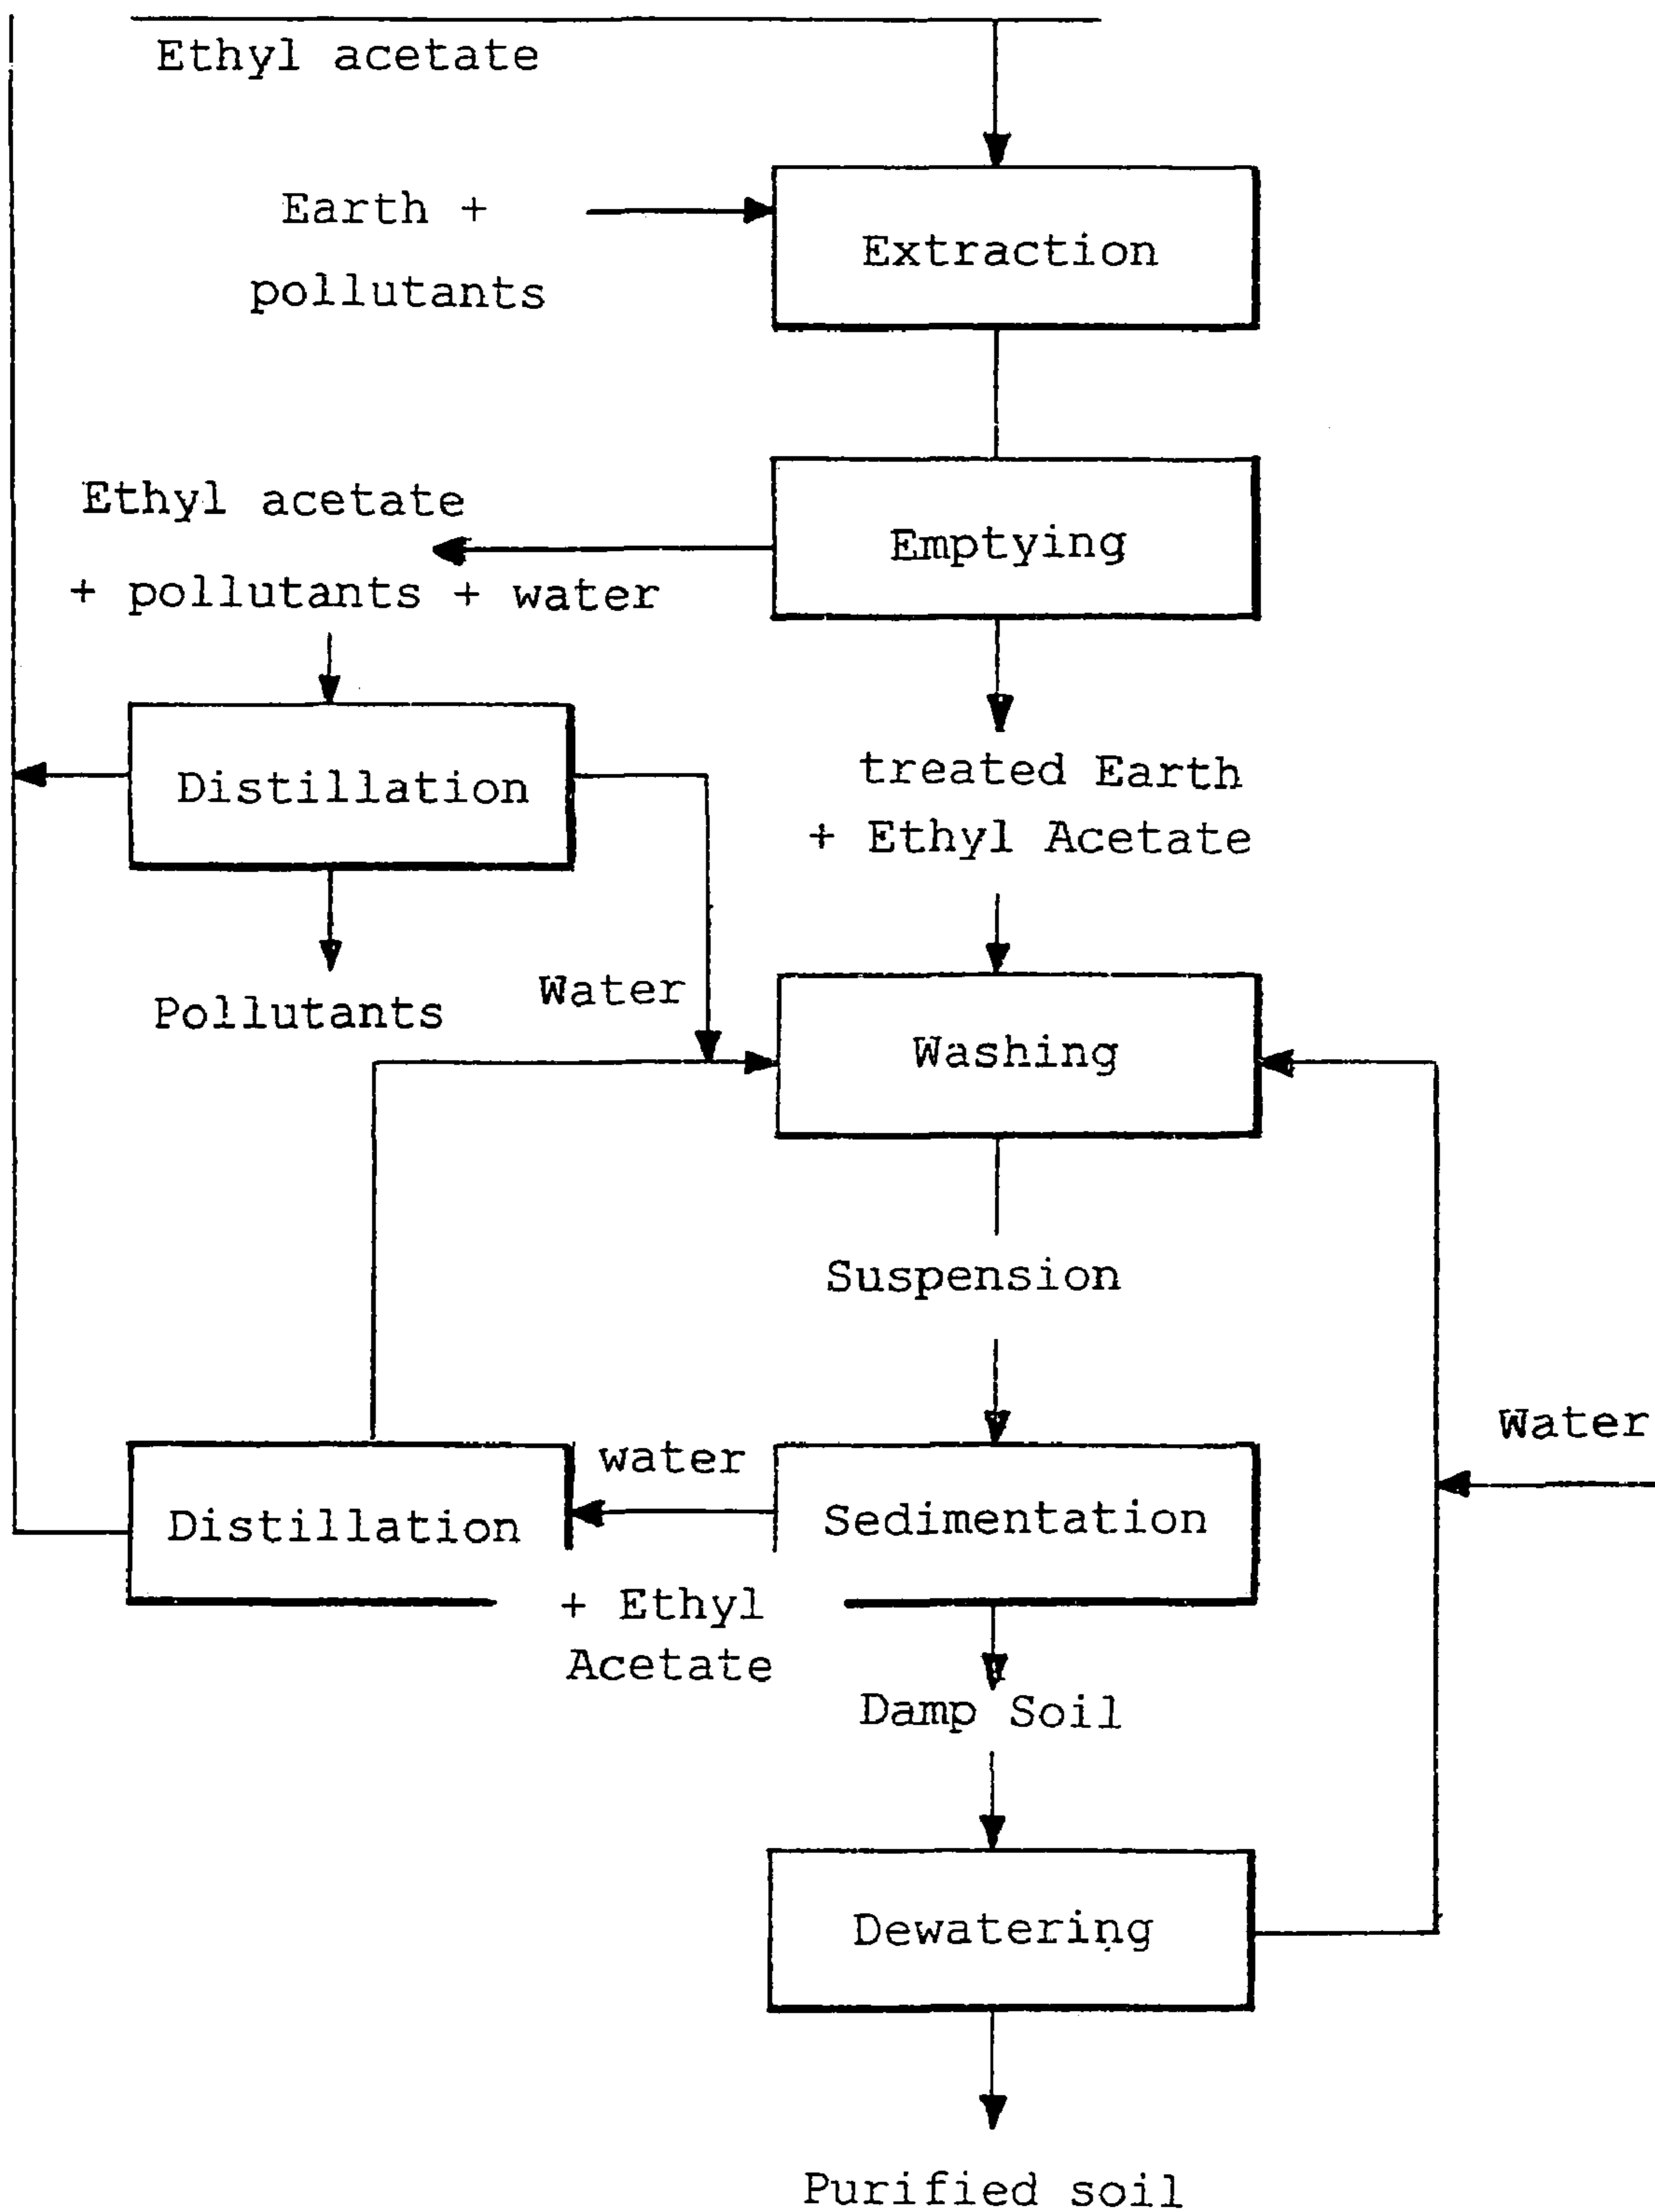 Ethyl acetate
Earth +
pollutants
Extraction
Ethyl acetate
+ pollutants + water
Emptying
Distillation
treated Earth
+ Ethyl Acetate
Pollutants
Water
Washing
Suspension
Water
water
Distillation
Sedimentation
+ Ethyl
Acetate
Damp Soil
Dewatering
Purified soil